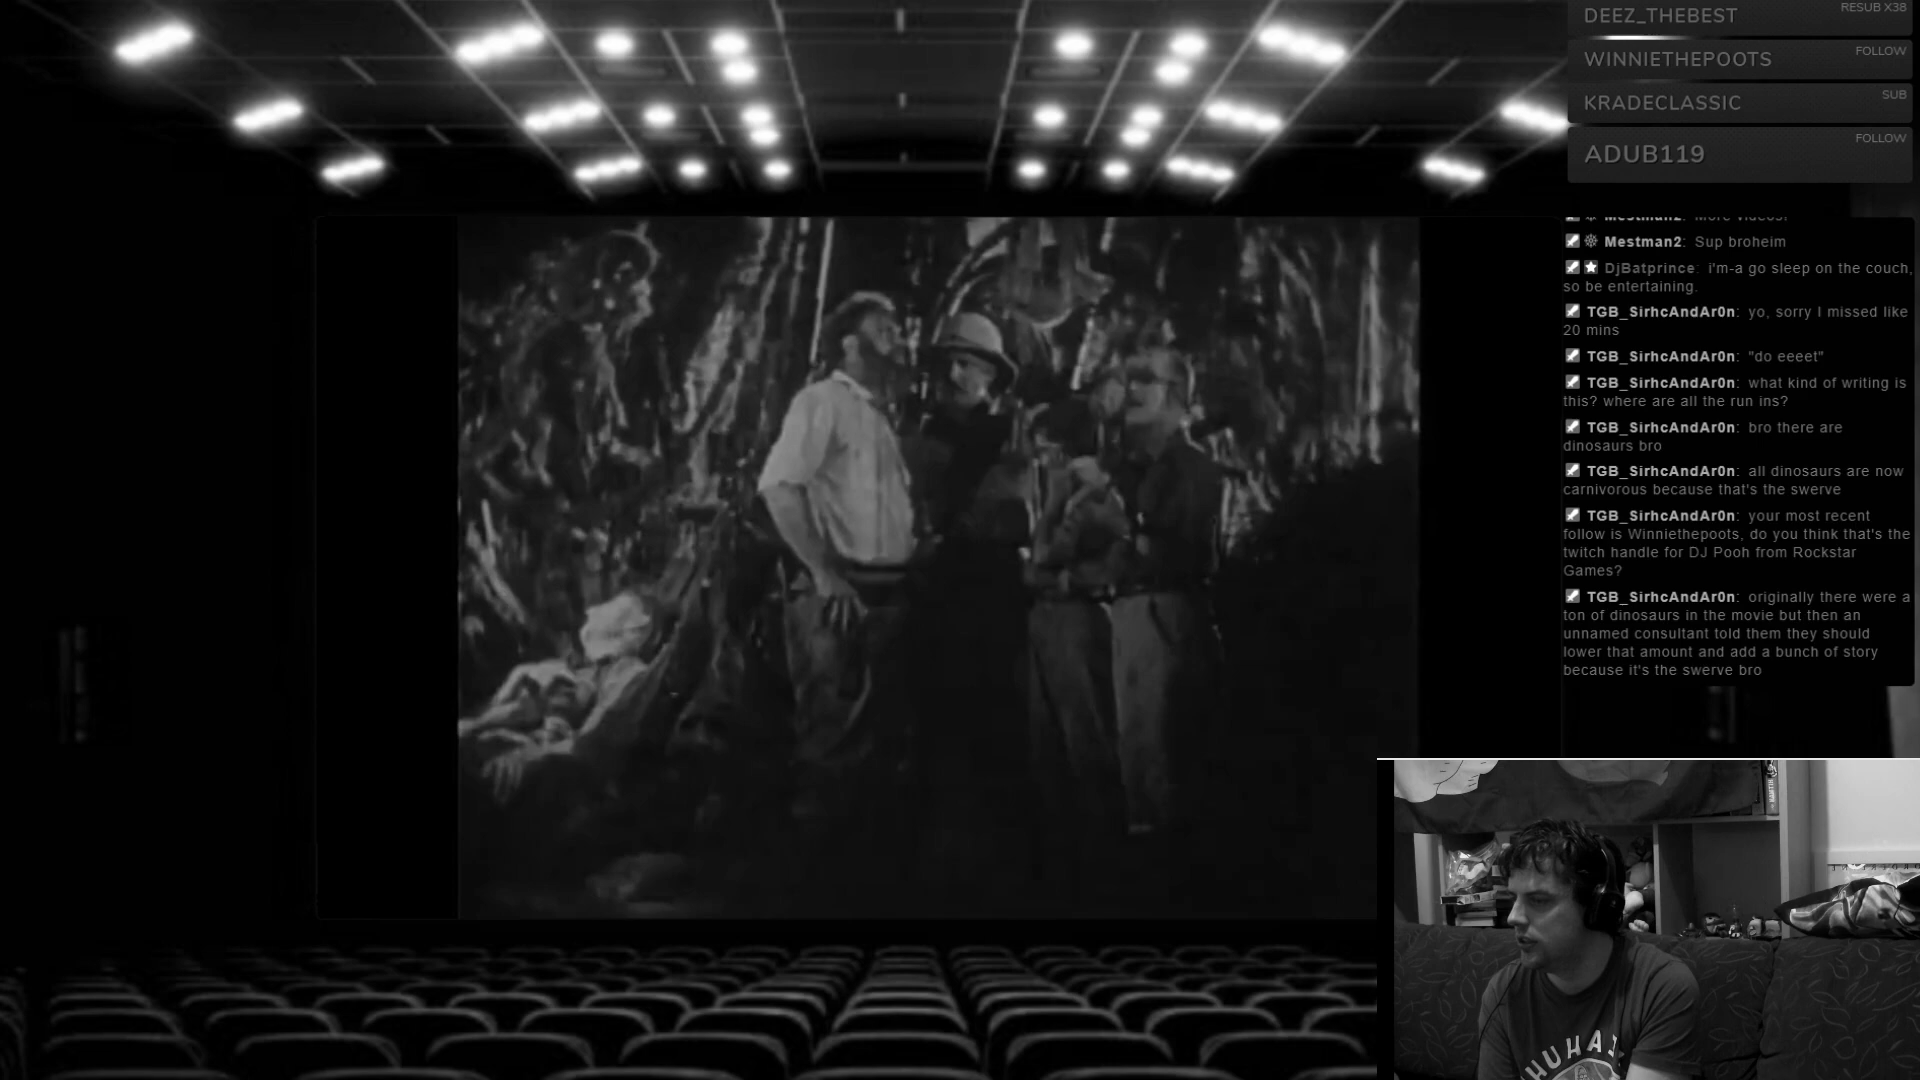 DEEZ_THEBEST
RESUB X38
WINNIETHEPOOTS
FOLLOW
KRADECLASSIC
SUB
ADUB119
FOLLOW
Mestman2: More videos!
Mestman2: Sup broheim
DjBatprince: i'm-a go sleep on the couch,
so be entertaining.
TGB_SirhcAndAr0n: yo, sorry I missed like
20 mins
TGB_SirhcAndAr0n: "do eeeet"
TGB_SirhcAndAr0n: what kind of writing is
this? where are all the run ins?
TGB_SirhcAndAr0n: bro there are
dinosaurs bro
TGB_SirhcAndAr0n: all dinosaurs are now
carnivorous because that's the swerve
TGB_SirhcAndAr0n: your most recent
follow is Winniethepoots, do you think that's the
twitch handle for DJ Pooh from Rockstar
Games?
TGB_SirhcAndAr0n: originally there were a
ton of dinosaurs in the movie but then an
unnamed consultant told them they should
lower that amount and add a bunch of story
because it's the swerve bro